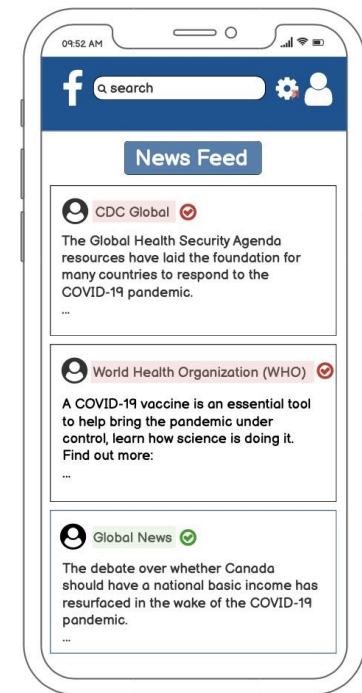 09:52 AM
f
search
News Feed
CDC Global
The Global Health Security Agenda
resources have laid the foundation for
many countries to respond to the
COVID-19 pandemic.
...
World Health Organization (WHO)
A COVID-19 vaccine is an essential tool
to help bring the pandemic under
control, learn how science is doing it.
Find out more:
...
Global News
The debate over whether Canada
should have a national basic income has
resurfaced in the wake of the COVID-19
pandemic.
...